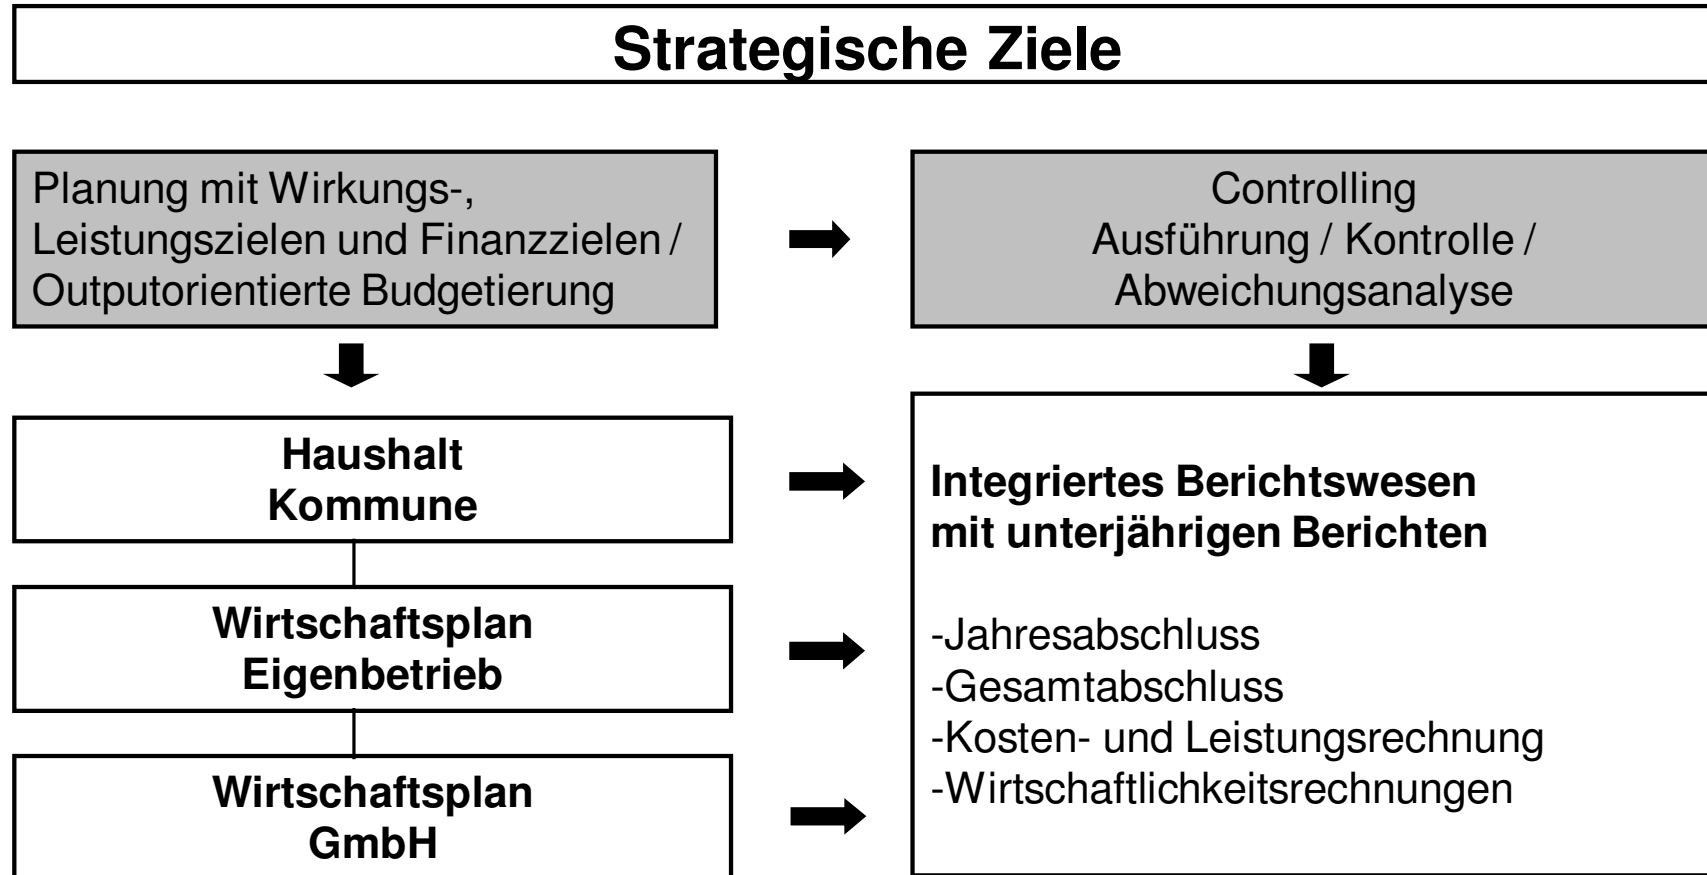 Strategische Ziele
Planung mit Wirkungs-,
Leistungszielen und Finanzzielen /
Outputorientierte Budgetierung
Controlling
Ausführung / Kontrolle /
Abweichungsanalyse
Haushalt
Kommune
Wirtschaftsplan
Eigenbetrieb
Wirtschaftsplan
GmbH
Integriertes Berichtswesen
mit unterjährigen Berichten
-Jahresabschluss
-Gesamtabschluss
-Kosten- und Leistungsrechnung
-Wirtschaftlichkeitsrechnungen